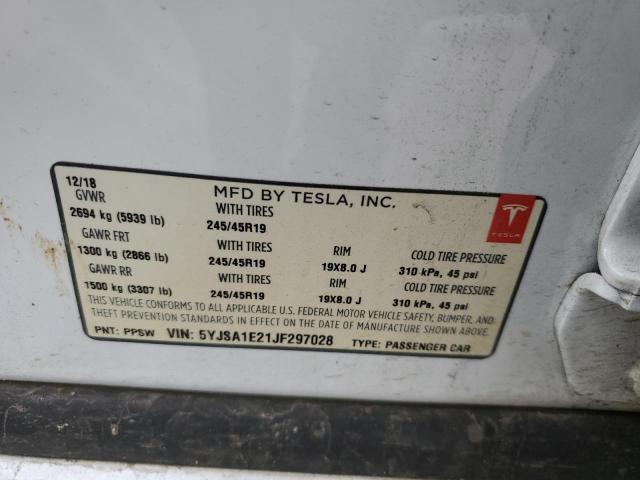 12/18 MFD BY TESLA, INC.
GVWR WITH TIRES
2694 kg (5939 lb) 245/45R19
GAWR FRT WITH TIRES RIM COLD TIRE PRESSURE
1300 kg (2866 lb) 245/45R19 19X8.0 J 310 kPa, 45 psi
GAWR RR WITH TIRES RIM COLD TIRE PRESSURE
1500 kg (3307 lb) 245/45R19 19X8.0 J 310 kPa, 45 psi
THIS VEHICLE CONFORMS TO ALL APPLICABLE U.S. FEDERAL MOTOR VEHICLE SAFETY, BUMPER, AND
THEFT PREVENTION STANDARDS IN EFFECT ON THE DATE OF MANUFACTURE SHOWN ABOVE.
PNT: PPSW VIN: 5YJSA1E21JF297028 TYPE: PASSENGER CAR
TESLA